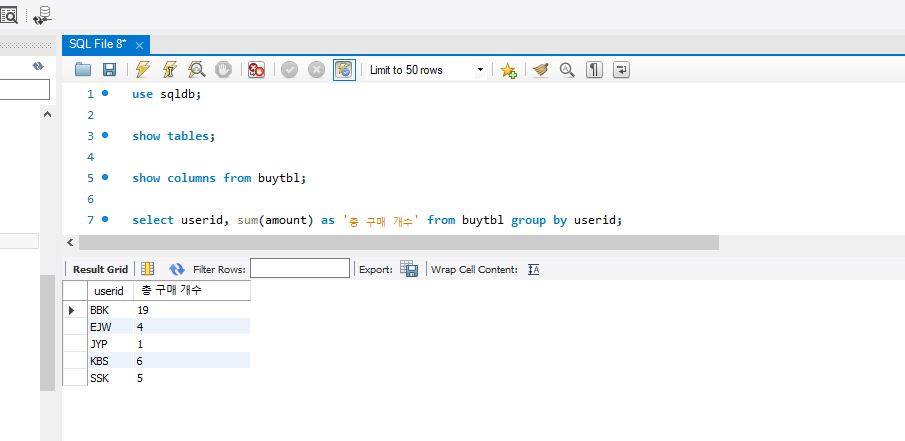 SQL File 8*
Limit to 50 rows
1 use sqldb;
2
3 show tables;
4
5 show columns from buytbl;
6
7 select userid, sum(amount) as '총 구매 개수' from buytbl group by userid;
Result Grid Filter Rows: Export: Wrap Cell Content:
userid 총 구매 개수
BBK 19
EJW 4
JYP 1
KBS 6
SSK 5